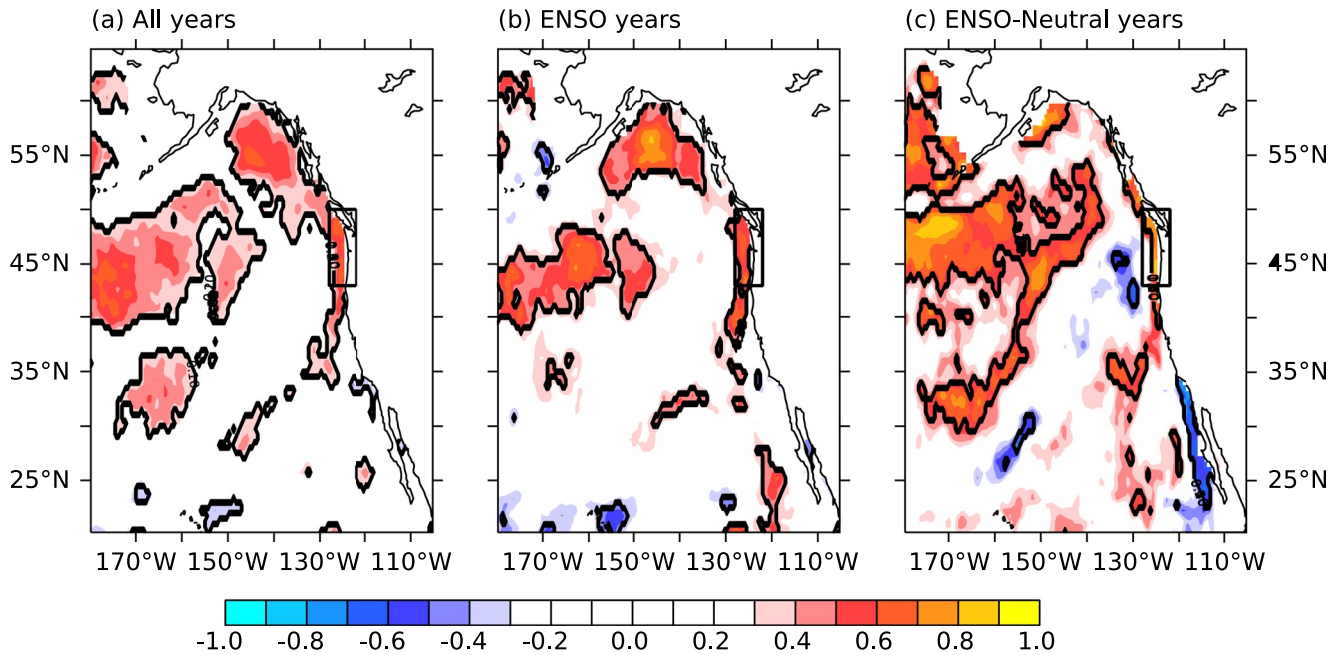 (a) All years (b) ENSO years (c) ENSO-Neutral years
55°N 55°N
45°N 45°N
35°N 35°N
25°N 25°N
170°W 150°W 130°W 110°W 170°W 150°W 130°W 110°W 170°W 150°W 130°W 110°W
-1.0 -0.8 -0.6 -0.4 -0.2 0.0 0.2 0.4 0.6 0.8 1.0